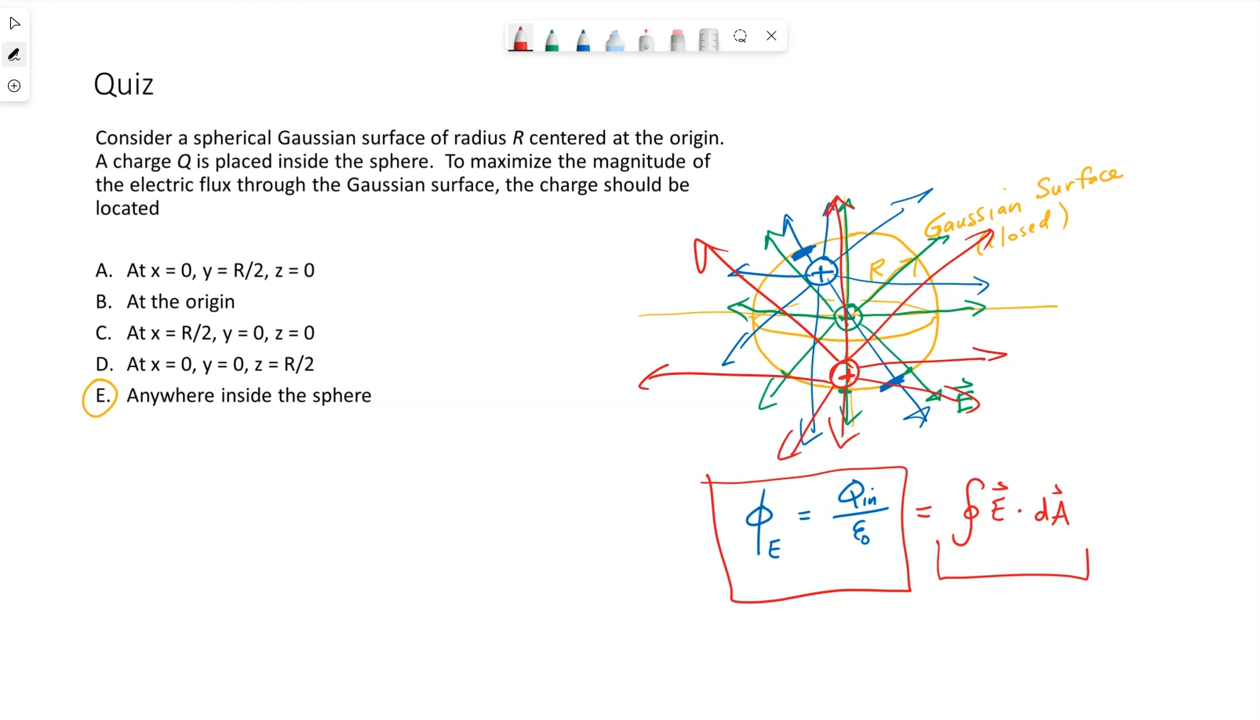 Quiz
Consider a spherical Gaussian surface of radius R centered at the origin.
A charge Q is placed inside the sphere. To maximize the magnitude of
the electric flux through the Gaussian surface, the charge should be
located
A. At x = 0, y = R/2, z = 0
B. At the origin
C. At x = R/2, y = 0, z = 0
D. At x = 0, y = 0, z = R/2
E. Anywhere inside the sphere
Gaussian Surface
(closed)
R
+
+
+
E⃗
ϕ_E = Q_in / ε₀ = ∮ E⃗ · dA⃗